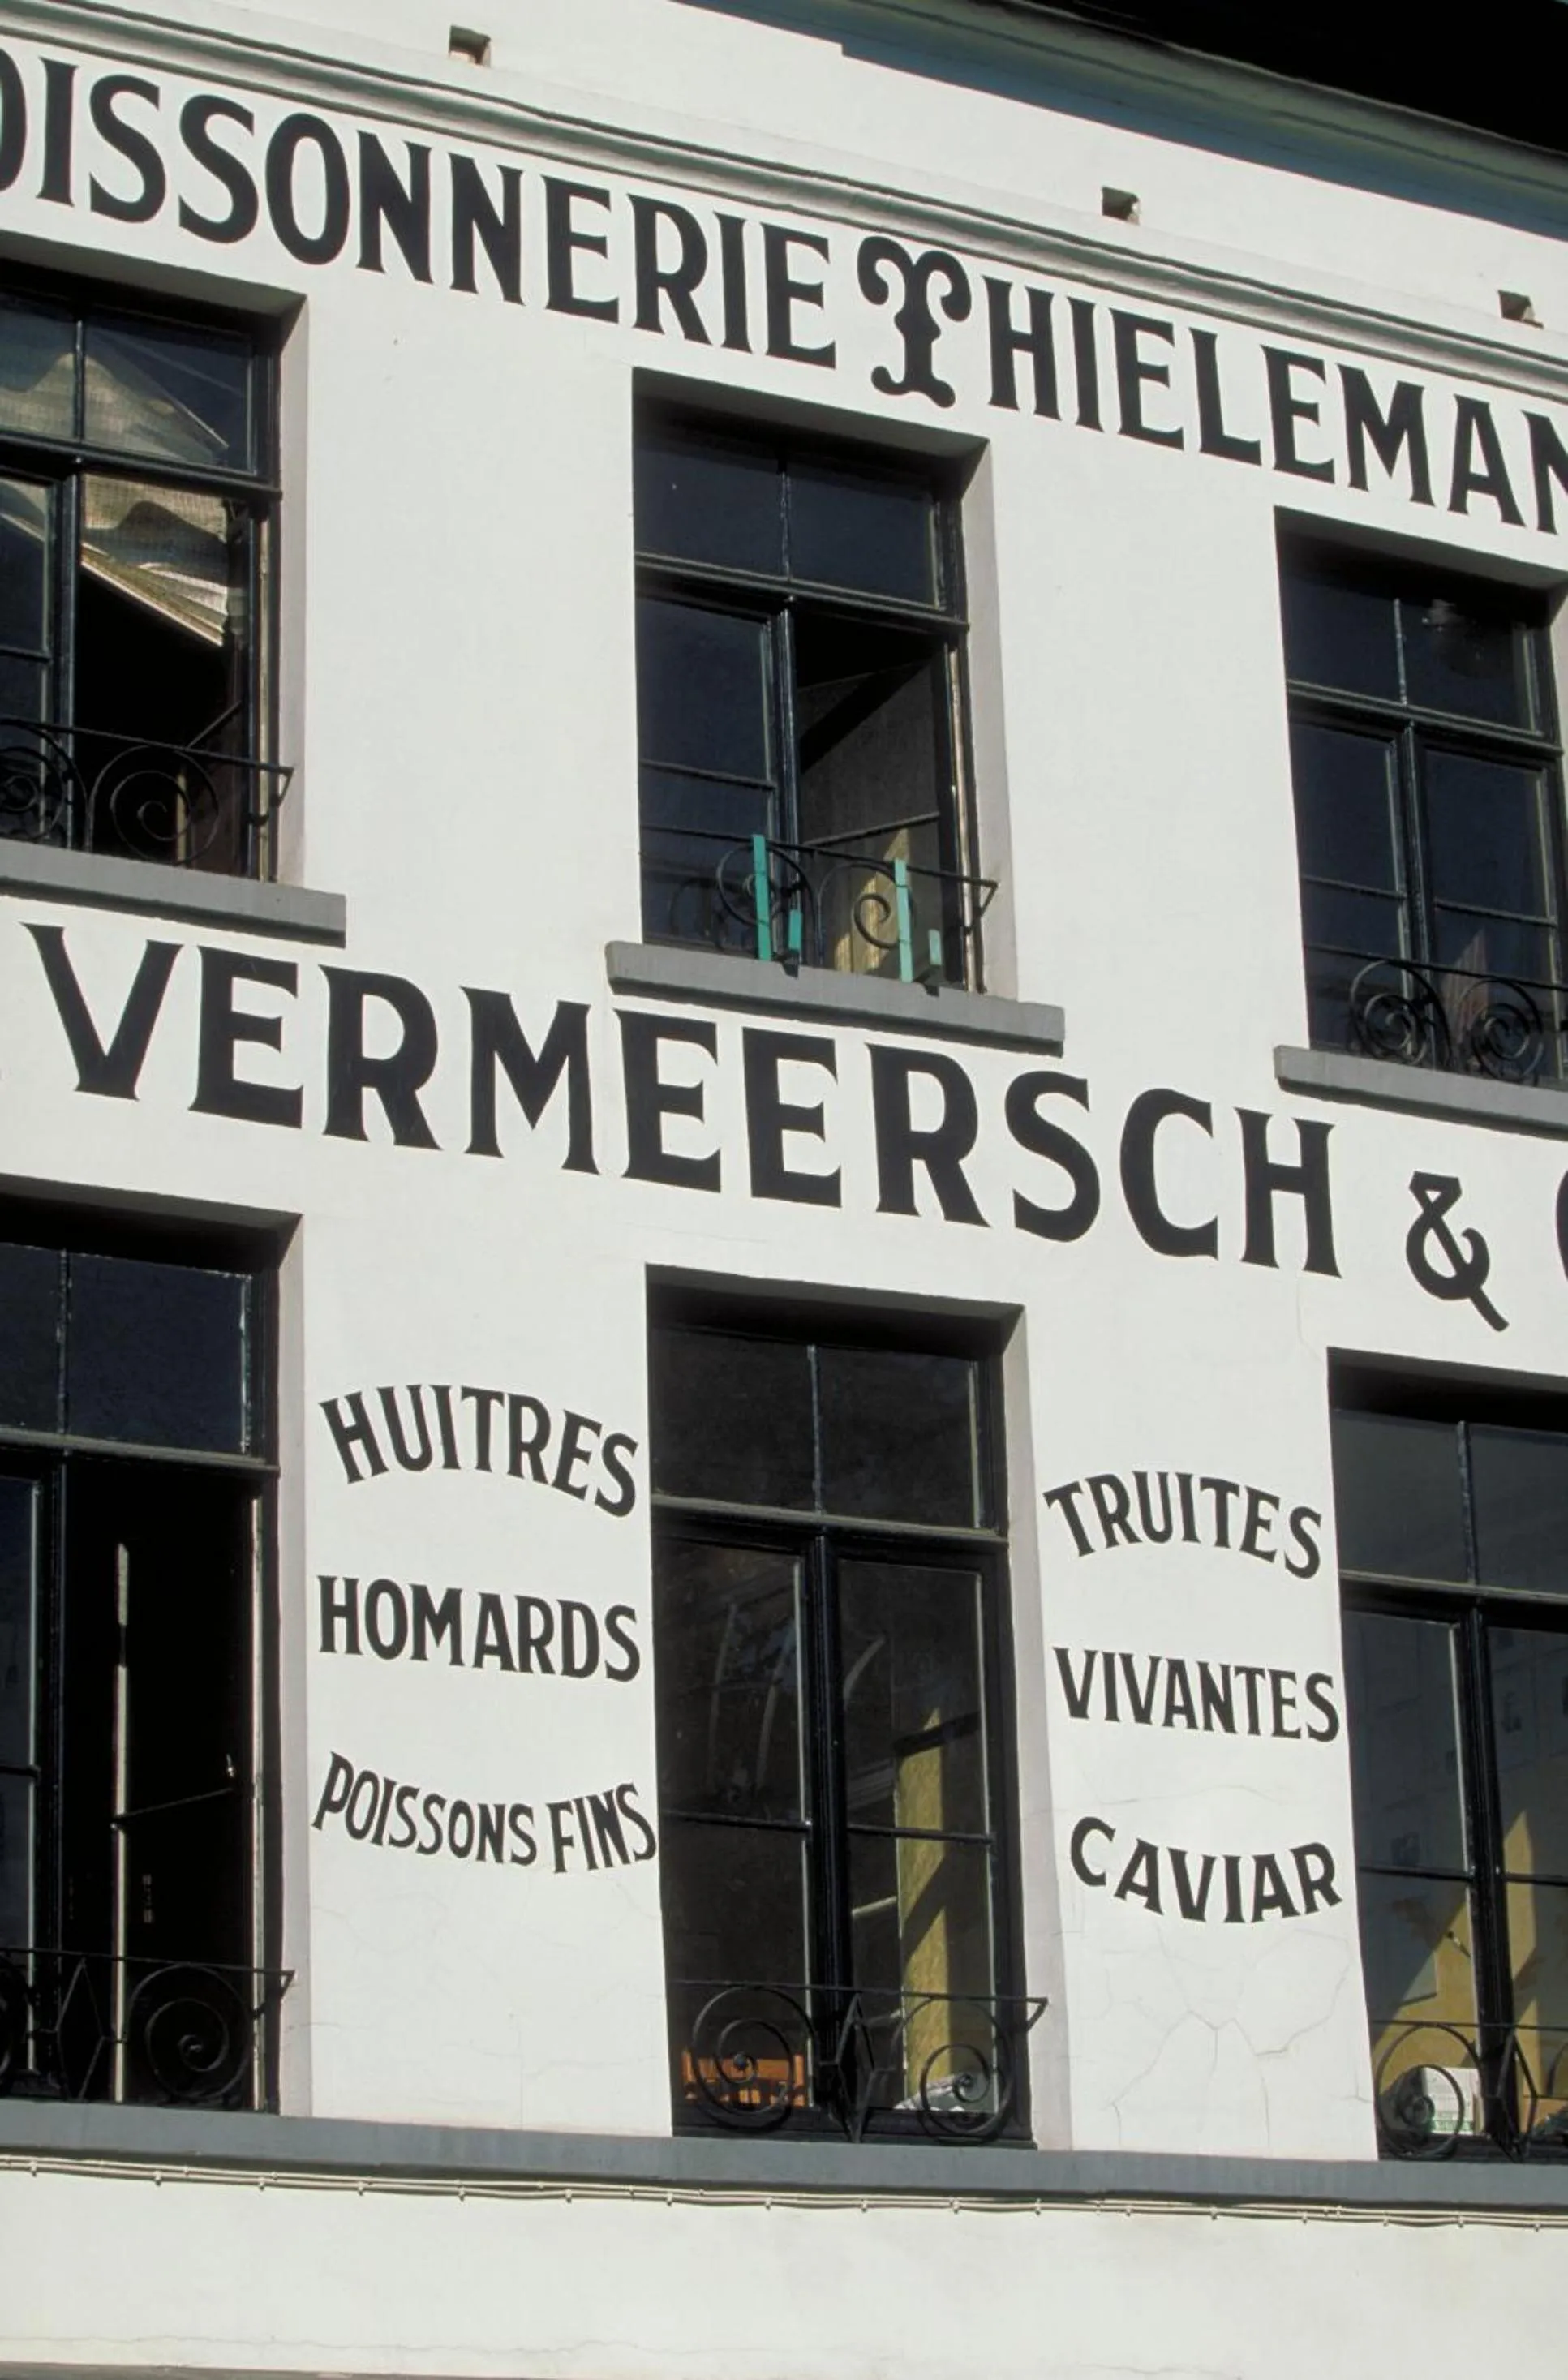 OISSONNERIE THIELEMAN
VERMEERSCH &
HUITRES
HOMARDS
POISSONS FINS
TRUITES
VIVANTES
CAVIAR